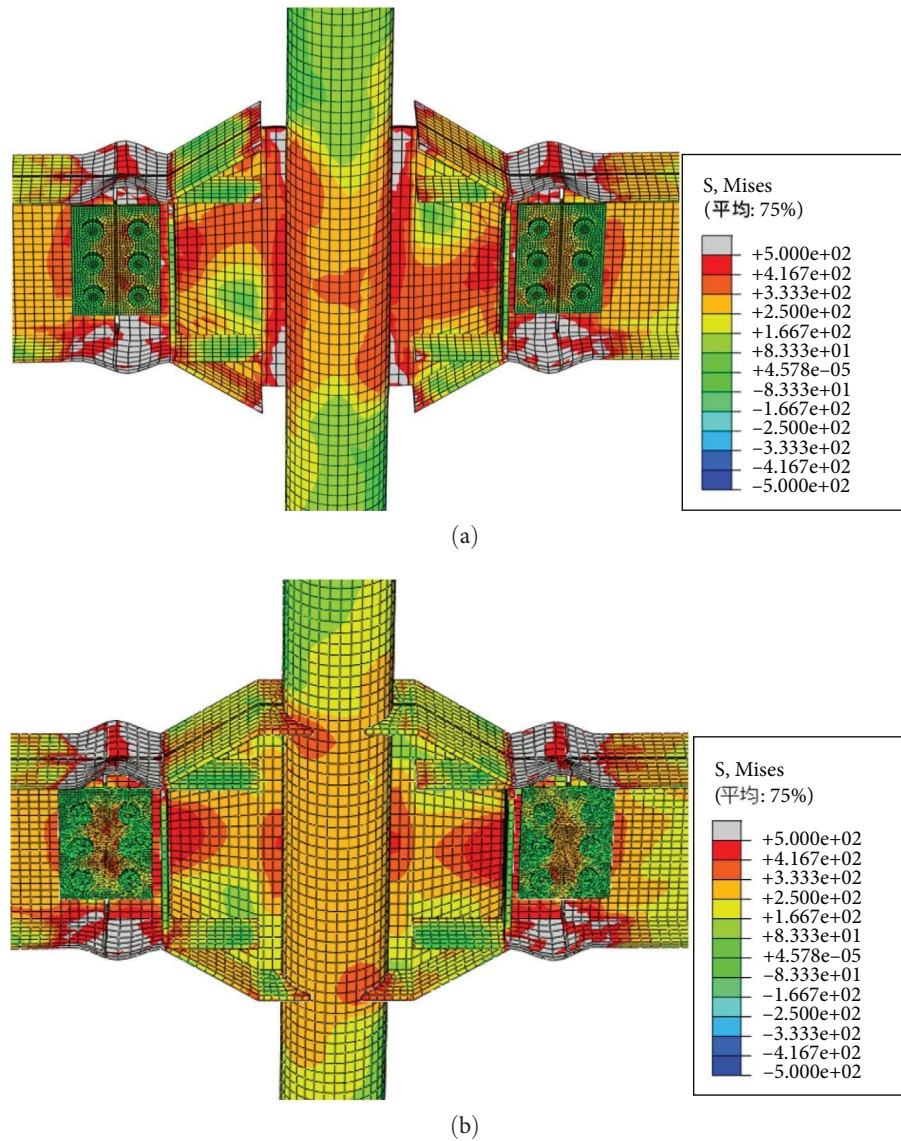 S, Mises
(平均: 75%)
+5.000e+02
+4.167e+02
+3.333e+02
+2.500e+02
+1.667e+02
+8.333e+01
+4.578e−05
−8.333e+01
−1.667e+02
−2.500e+02
−3.333e+02
−4.167e+02
−5.000e+02
(a)
S, Mises
(平均: 75%)
+5.000e+02
+4.167e+02
+3.333e+02
+2.500e+02
+1.667e+02
+8.333e+01
+4.578e−05
−8.333e+01
−1.667e+02
−2.500e+02
−3.333e+02
−4.167e+02
−5.000e+02
(b)